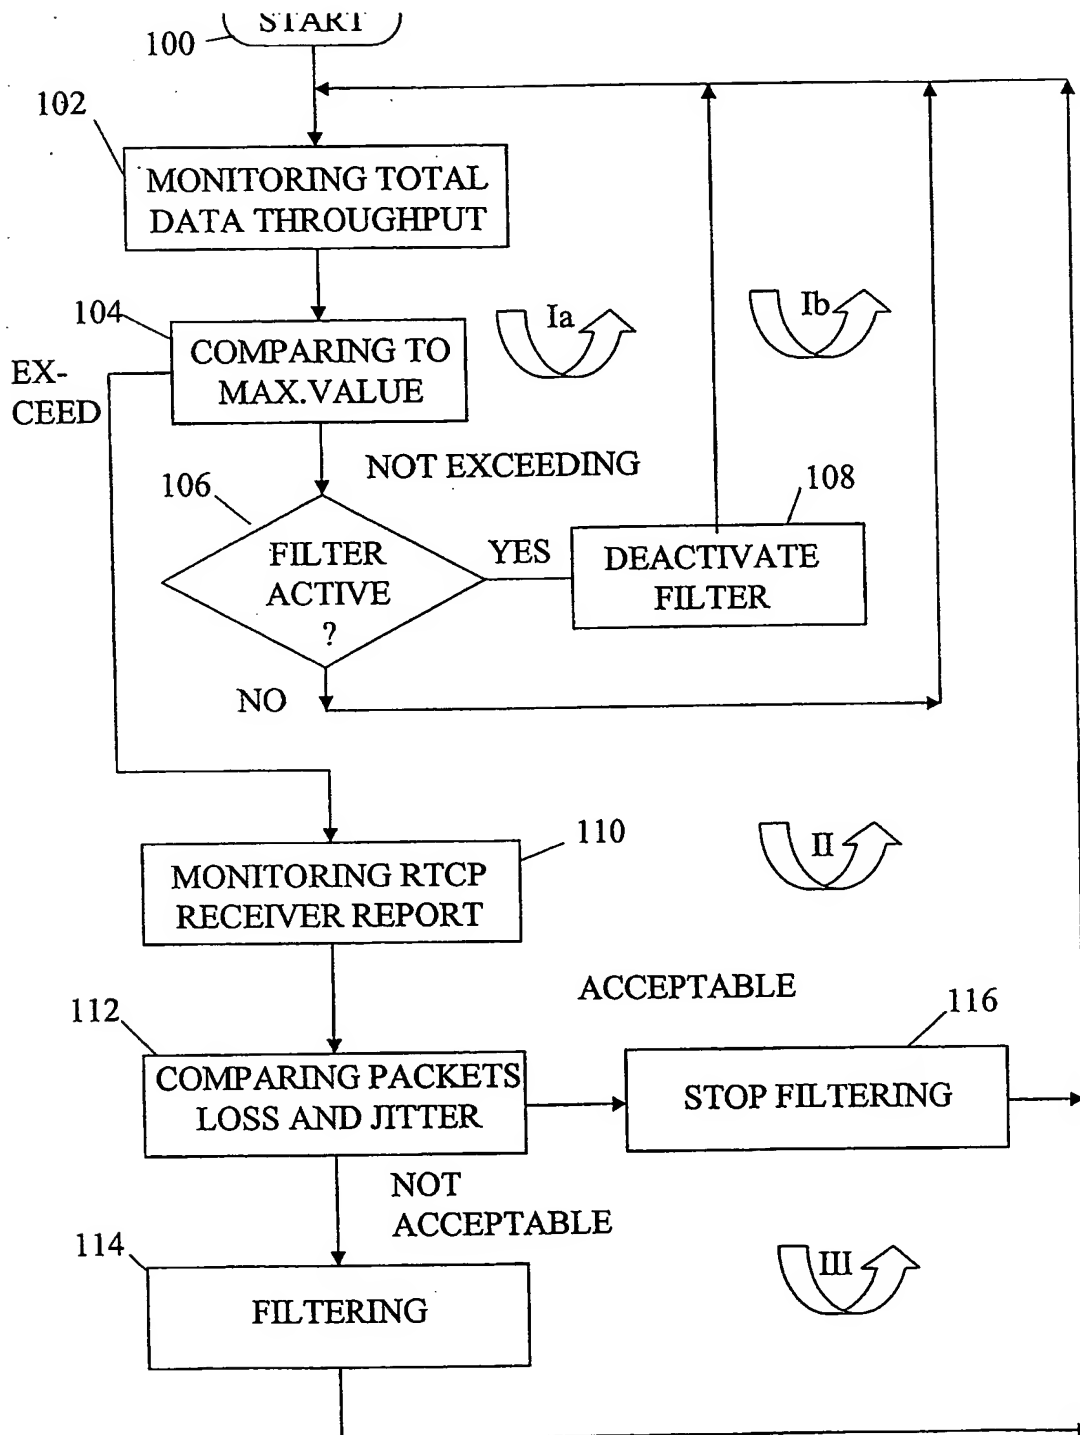 START
100
102
MONITORING TOTAL
DATA THROUGHPUT
104
Ia
Ib
COMPARING TO
MAX.VALUE
EX-
CEED
NOT EXCEEDING
106
108
FILTER
ACTIVE
?
YES
DEACTIVATE
FILTER
NO
110
II
MONITORING RTCP
RECEIVER REPORT
ACCEPTABLE
112
116
COMPARING PACKETS
LOSS AND JITTER
STOP FILTERING
NOT
ACCEPTABLE
114
III
FILTERING